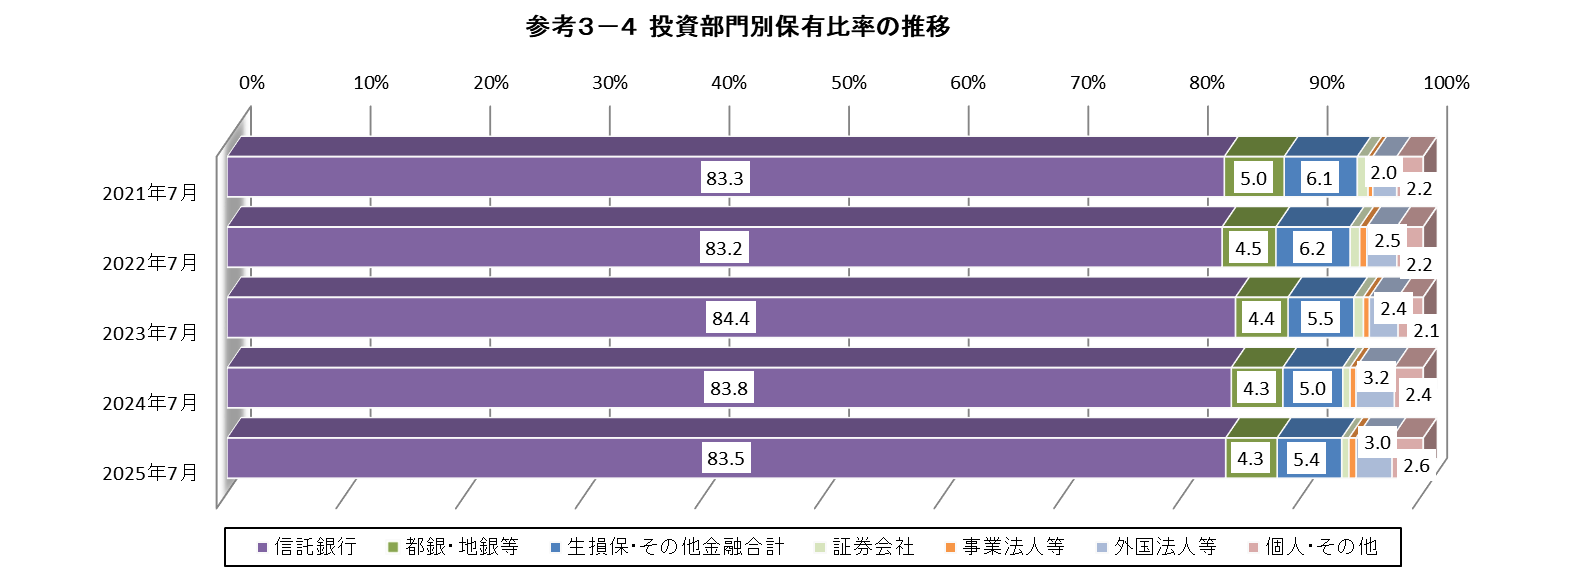 参考３－４ 投資部門別保有比率の推移
0% 10% 20% 30% 40% 50% 60% 70% 80% 90% 100%
2021年7月 83.3 5.0 6.1 2.0 2.2
2022年7月 83.2 4.5 6.2 2.5 2.2
2023年7月 84.4 4.4 5.5 2.4 2.1
2024年7月 83.8 4.3 5.0 3.2 2.4
2025年7月 83.5 4.3 5.4 3.0 2.6
信託銀行 都銀･地銀等 生損保･その他金融合計 証券会社 事業法人等 外国法人等 個人･その他